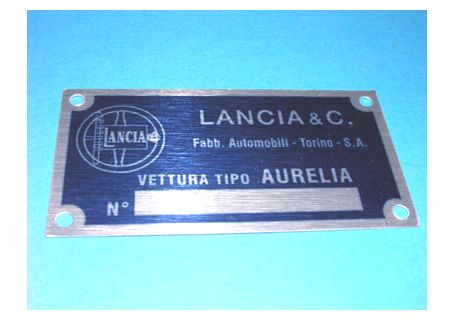 LANCIA
LANCIA & C.
Fabb. Automobili - Torino - S.A.
VETTURA TIPO AURELIA
N°